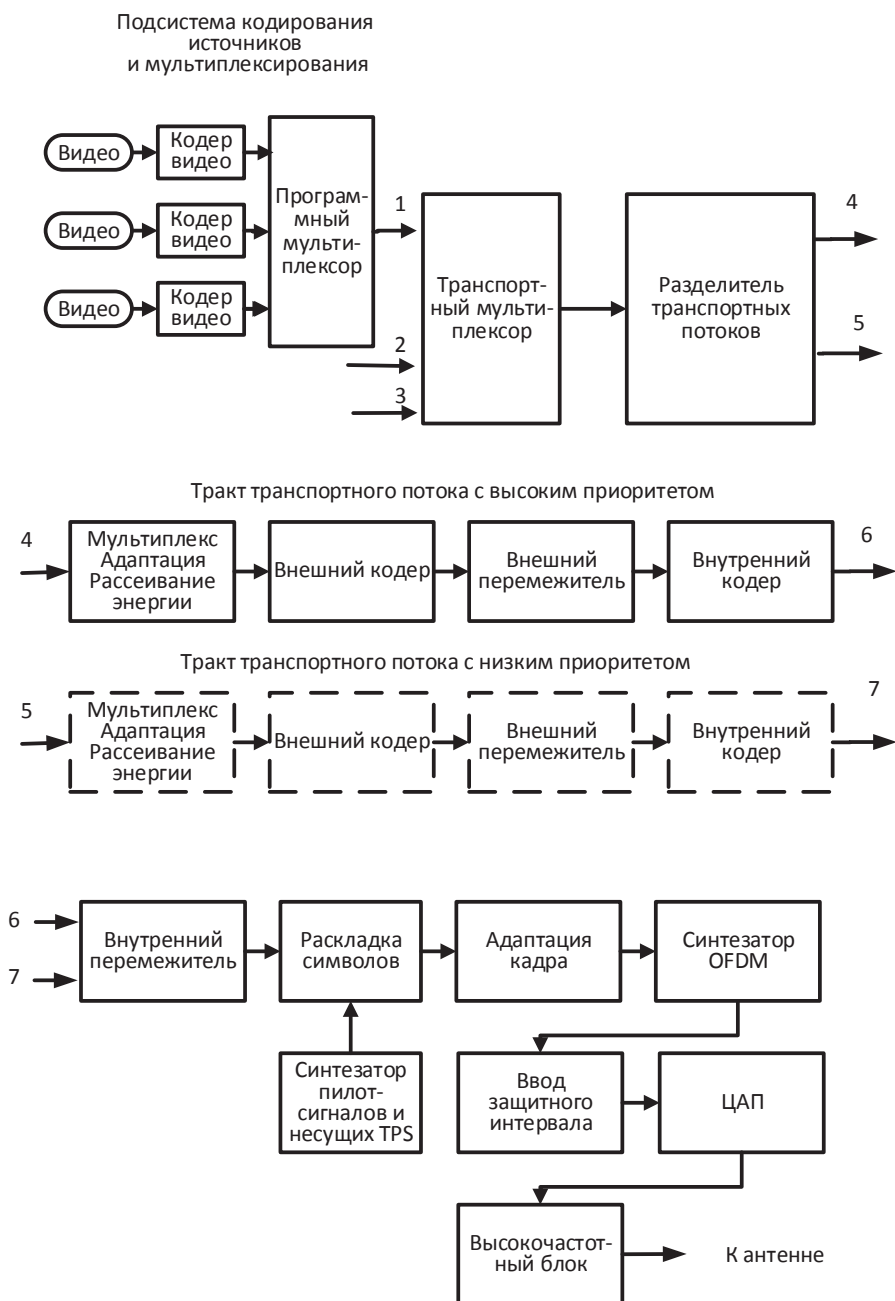 Подсистема кодирования
источников
и мультиплексирования
Видео
Кодер
видео
Видео
Кодер
видео
Видео
Кодер
видео
Програм-
мный
мульти-
плексор
1
2
3
Транспорт-
ный мульти-
плексор
Разделитель
транспортных
потоков
4
5
Тракт транспортного потока с высоким приоритетом
4
Мультиплекс
Адаптация
Рассеивание
энергии
Внешний кодер
Внешний
перемежитель
Внутренний
кодер
6
Тракт транспортного потока с низким приоритетом
5
Мультиплекс
Адаптация
Рассеивание
энергии
Внешний кодер
Внешний
перемежитель
Внутренний
кодер
7
6
7
Внутренний
перемежитель
Раскладка
символов
Адаптация
кадра
Синтезатор
OFDM
Синтезатор
пилот-
сигналов и
несущих TPS
Ввод
защитного
интервала
ЦАП
Высокочастот-
ный блок
К антенне